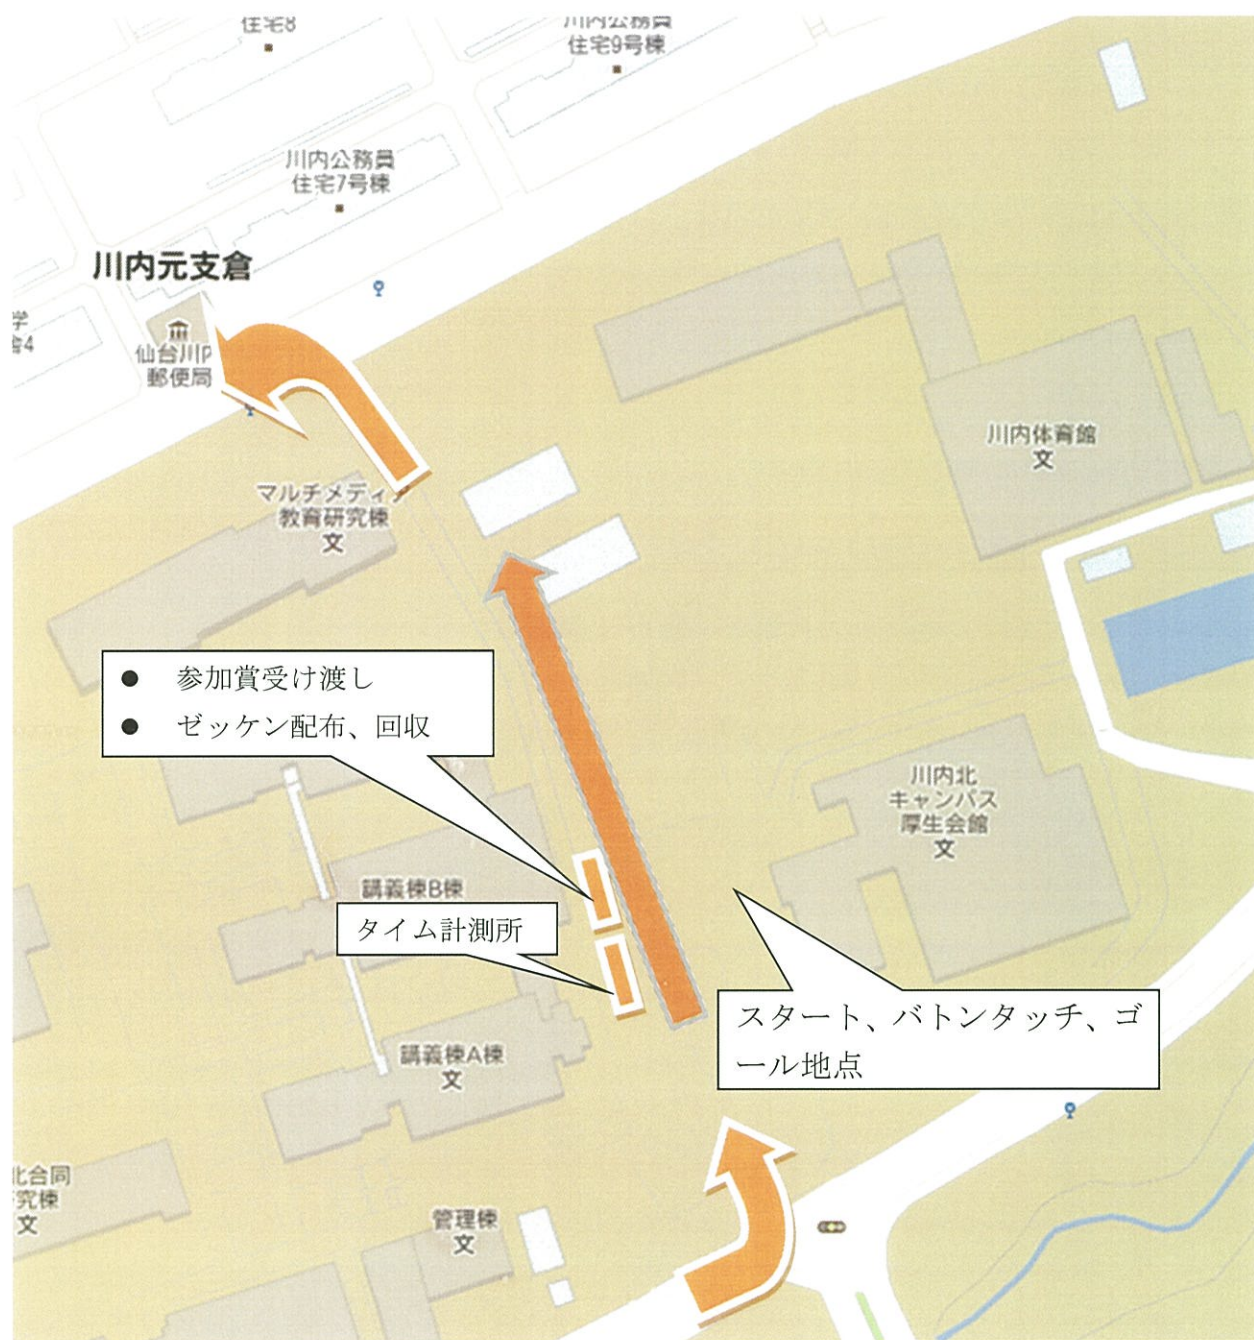 住宅8
川内公務員
住宅9号棟
川内公務員
住宅7号棟
川内元支倉
学
舎4
仙台川内
郵便局
川内体育館
文
マルチメディア
教育研究棟
文
● 参加賞受け渡し
● ゼッケン配布、回収
川内北
キャンパス
厚生会館
文
講義棟B棟
タイム計測所
スタート、バトンタッチ、ゴ
ール地点
講義棟A棟
文
北合同
究棟
文
管理棟
文